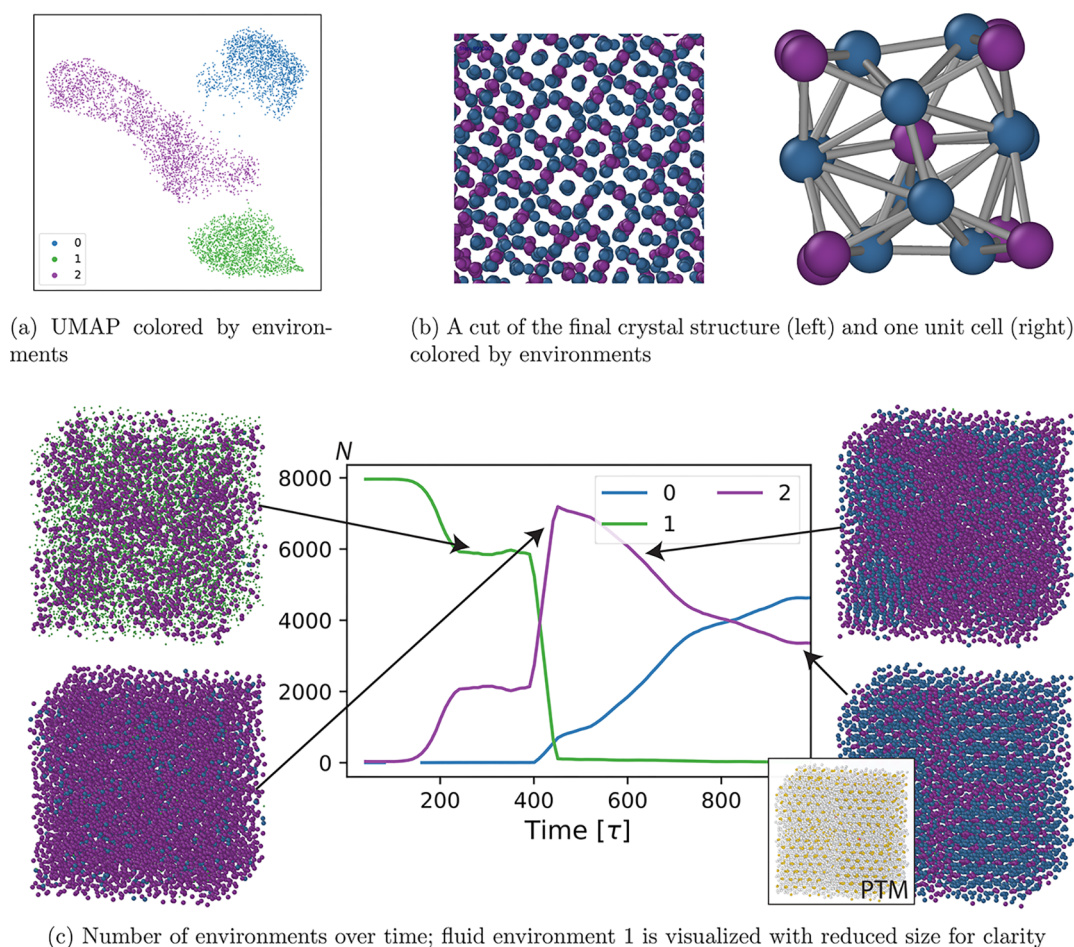 0
1
2
(a) UMAP colored by environ-
ments
(b) A cut of the final crystal structure (left) and one unit cell (right)
colored by environments
N
8000
6000
4000
2000
0
0
2
1
200
400
600
800
Time [τ]
PTM
(c) Number of environments over time; fluid environment 1 is visualized with reduced size for clarity